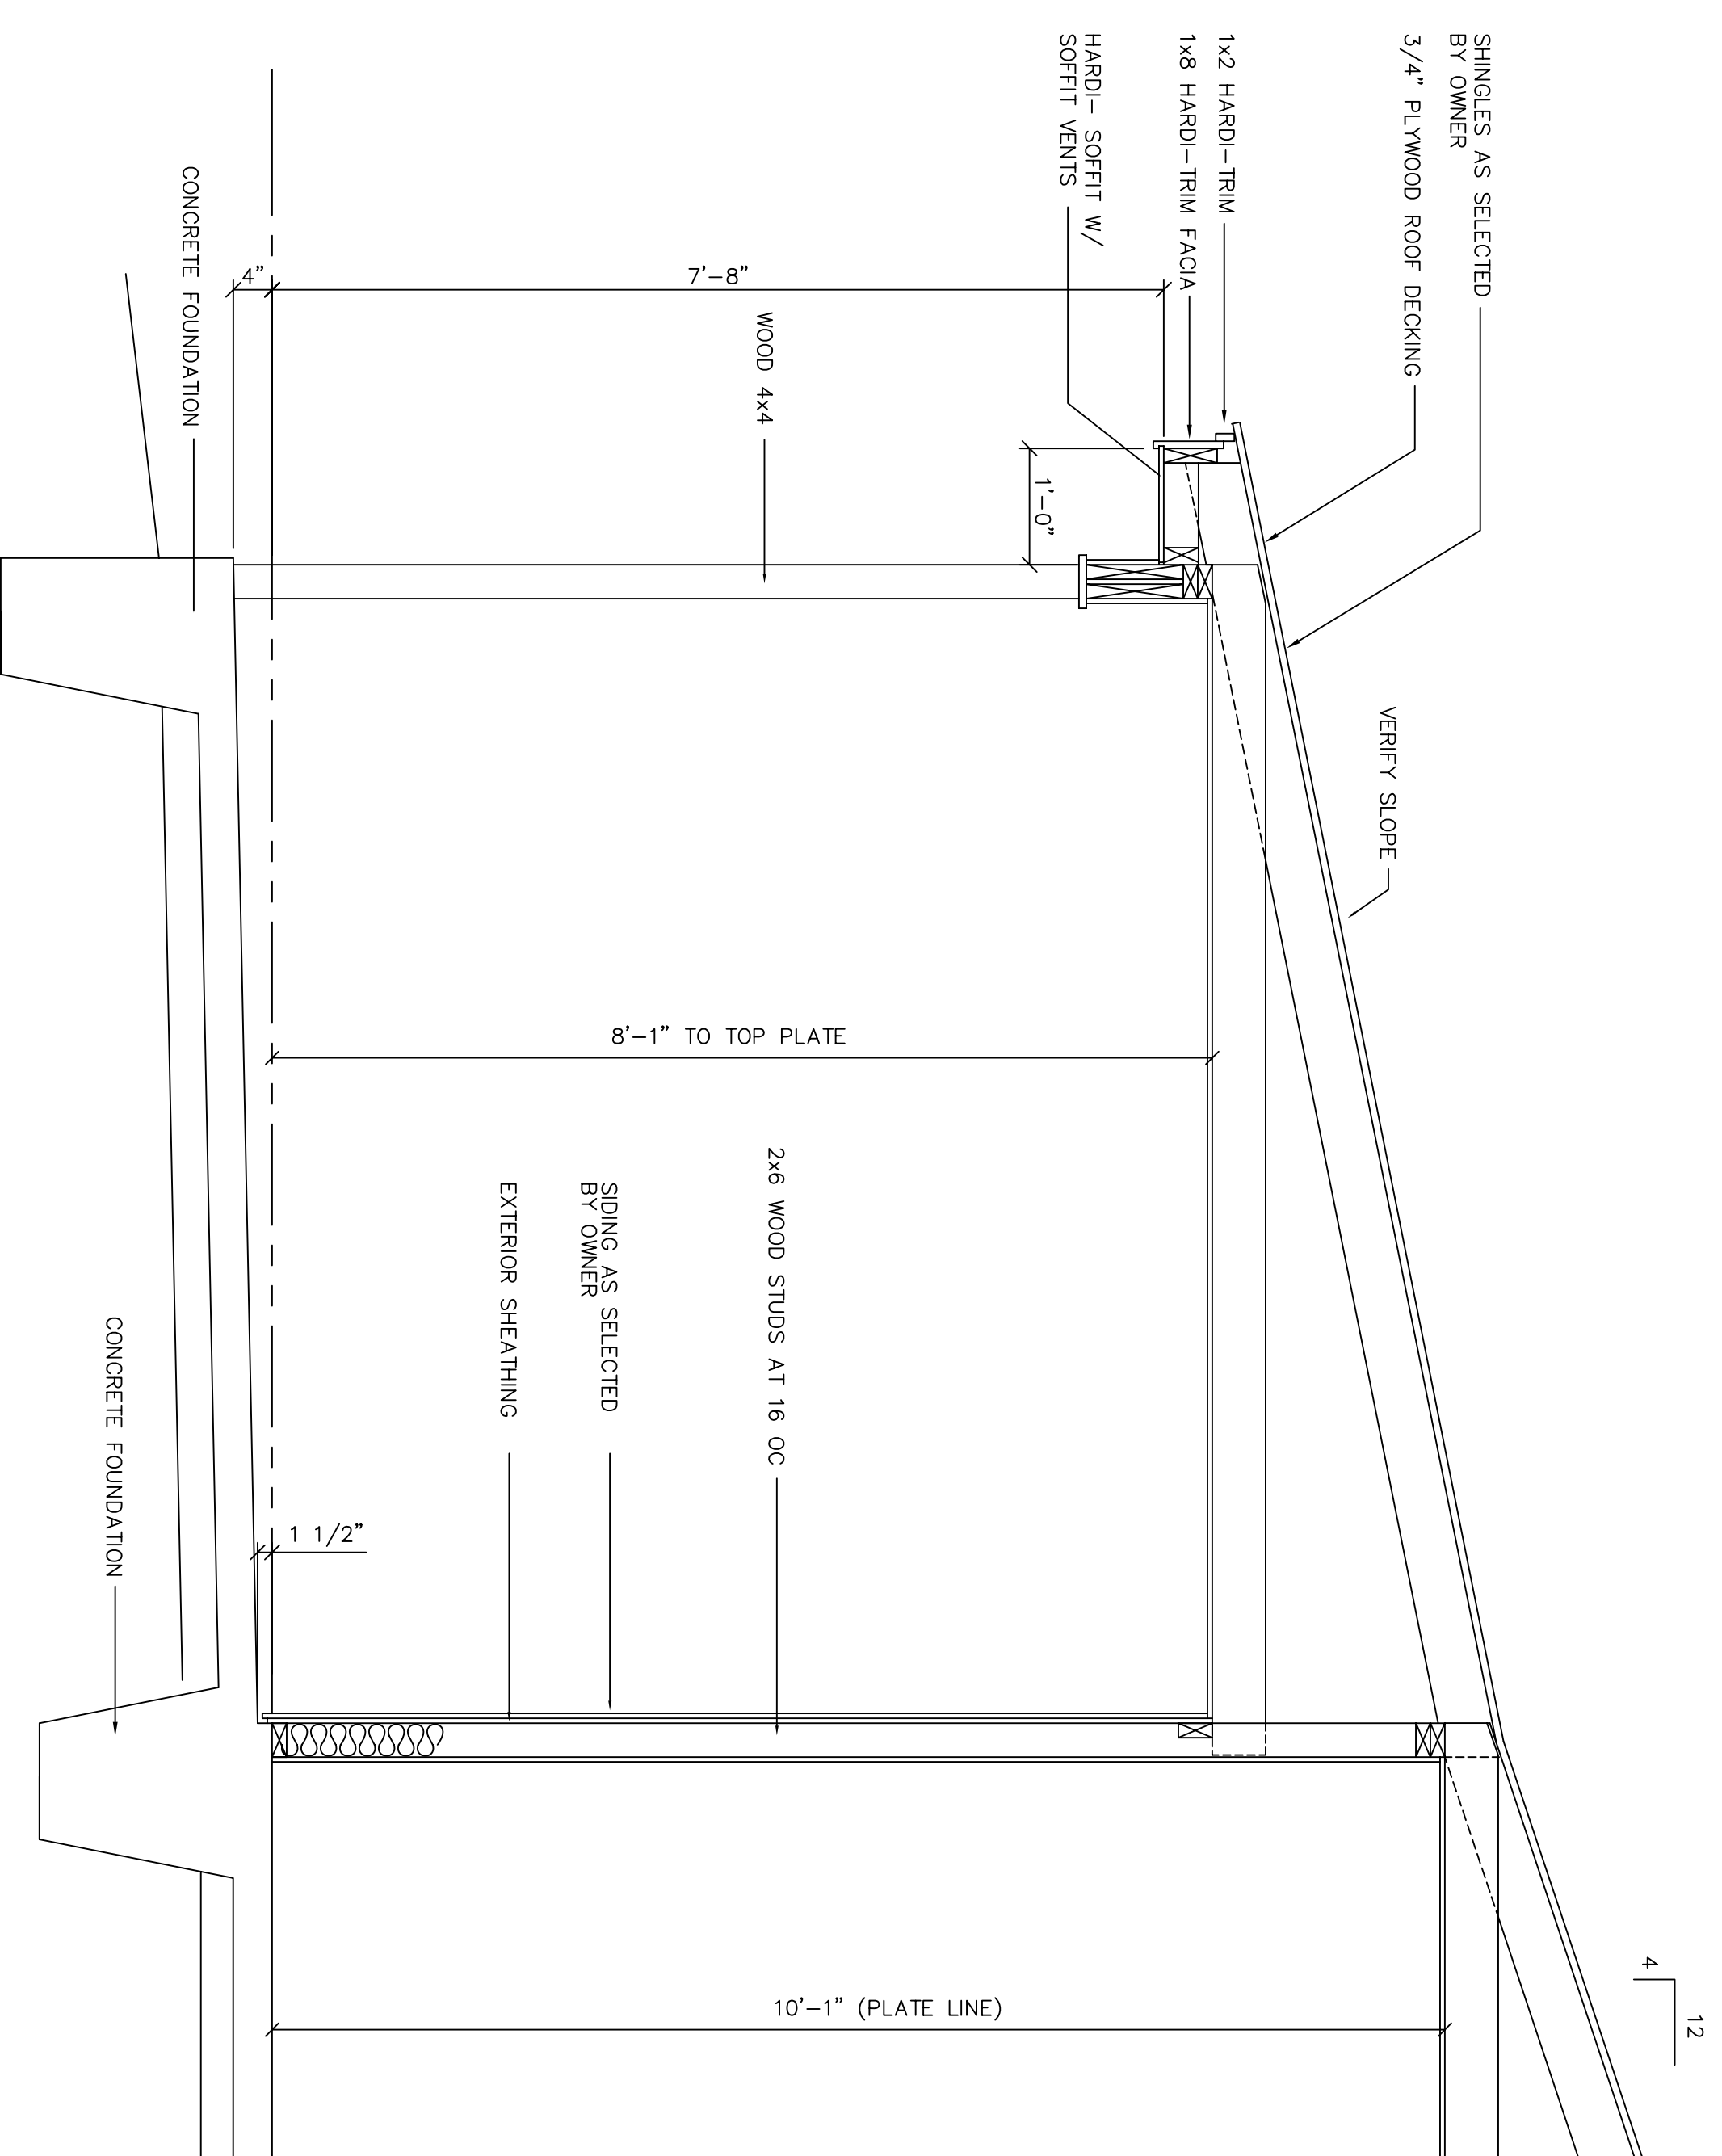 SHINGLES AS SELECTED
BY OWNER
3/4" PLYWOOD ROOF DECKING
1x2 HARDI-TRIM
1x8 HARDI-TRIM FACIA
HARDI- SOFFIT W/
SOFFIT VENTS
CONCRETE FOUNDATION
4"
7'-8"
WOOD 4x4
1'-0"
VERIFY SLOPE
8'-1" TO TOP PLATE
2x6 WOOD STUDS AT 16 OC
SIDING AS SELECTED
BY OWNER
EXTERIOR SHEATHING
CONCRETE FOUNDATION
1 1/2"
4
12
10'-1" (PLATE LINE)